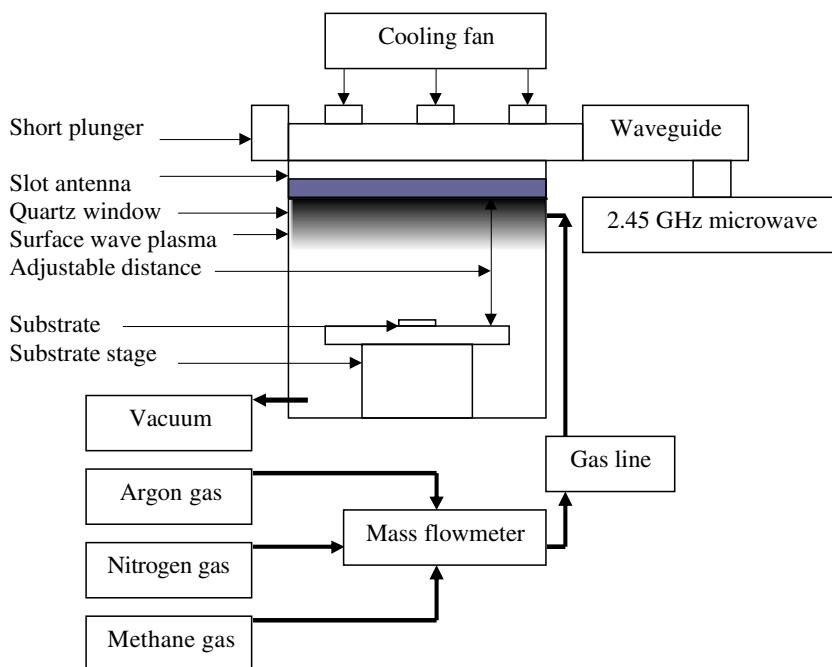 Cooling fan
Short plunger
Waveguide
Slot antenna
Quartz window
2.45 GHz microwave
Surface wave plasma
Adjustable distance
Substrate
Substrate stage
Vacuum
Gas line
Argon gas
Mass flowmeter
Nitrogen gas
Methane gas